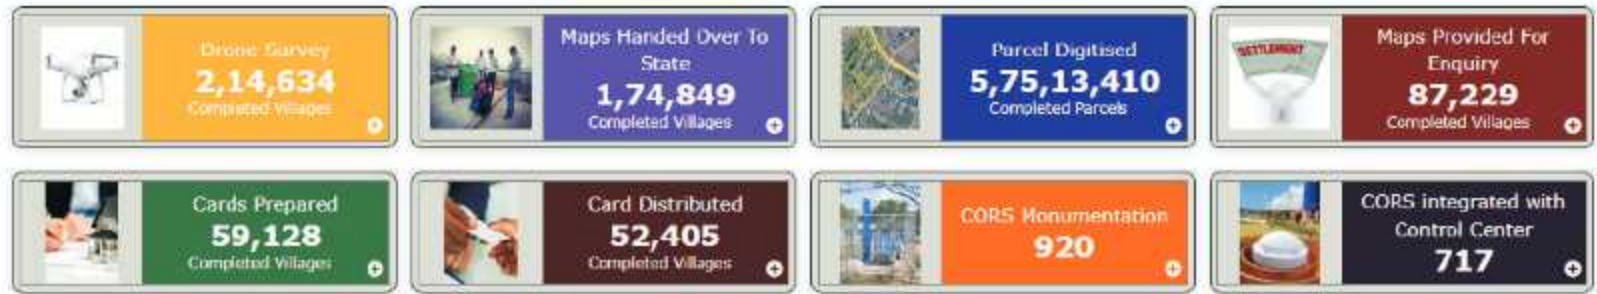 Drone Survey
2,14,634
Completed Villages
Maps Handed Over To
State
1,74,849
Completed Villages
Parcel Digitised
5,75,13,410
Completed Parcels
SETTLEMENT
Maps Provided For
Enquiry
87,229
Completed Villages
Cards Prepared
59,128
Completed Villages
Card Distributed
52,405
Completed Villages
CORS Monumentation
920
CORS integrated with
Control Center
717